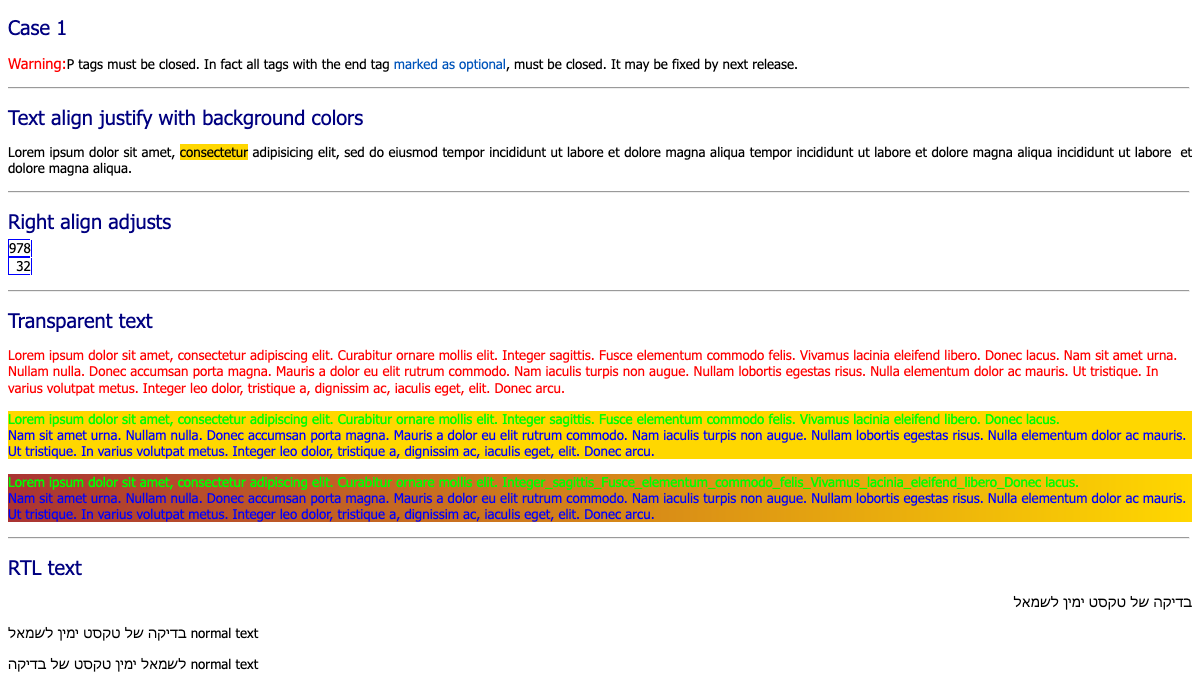 Case 1
Warning:P tags must be closed. In fact all tags with the end tag marked as optional, must be closed. It may be fixed by next release.
Text align justify with background colors
Lorem ipsum dolor sit amet, consectetur adipisicing elit, sed do eiusmod tempor incididunt ut labore et dolore magna aliqua tempor incididunt ut labore et dolore magna aliqua incididunt ut labore et
dolore magna aliqua.
Right align adjusts
978
32
Transparent text
Lorem ipsum dolor sit amet, consectetur adipiscing elit. Curabitur ornare mollis elit. Integer sagittis. Fusce elementum commodo felis. Vivamus lacinia eleifend libero. Donec lacus. Nam sit amet urna.
Nullam nulla. Donec accumsan porta magna. Mauris a dolor eu elit rutrum commodo. Nam iaculis turpis non augue. Nullam lobortis egestas risus. Nulla elementum dolor ac mauris. Ut tristique. In
varius volutpat metus. Integer leo dolor, tristique a, dignissim ac, iaculis eget, elit. Donec arcu.
Lorem ipsum dolor sit amet, consectetur adipiscing elit. Curabitur ornare mollis elit. Integer sagittis. Fusce elementum commodo felis. Vivamus lacinia eleifend libero. Donec lacus.
Nam sit amet urna. Nullam nulla. Donec accumsan porta magna. Mauris a dolor eu elit rutrum commodo. Nam iaculis turpis non augue. Nullam lobortis egestas risus. Nulla elementum dolor ac mauris.
Ut tristique. In varius volutpat metus. Integer leo dolor, tristique a, dignissim ac, iaculis eget, elit. Donec arcu.
Lorem ipsum dolor sit amet, consectetur adipiscing elit. Curabitur ornare mollis elit. Integer_sagittis_Fusce_elementum_commodo_felis_Vivamus_lacinia_eleifend_libero_Donec lacus.
Nam sit amet urna. Nullam nulla. Donec accumsan porta magna. Mauris a dolor eu elit rutrum commodo. Nam iaculis turpis non augue. Nullam lobortis egestas risus. Nulla elementum dolor ac mauris.
Ut tristique. In varius volutpat metus. Integer leo dolor, tristique a, dignissim ac, iaculis eget, elit. Donec arcu.
RTL text
בדיקה של טקסט ימין לשמאל
בדיקה של טקסט ימין לשמאל normal text
בדיקה של טקסט ימין לשמאל normal text